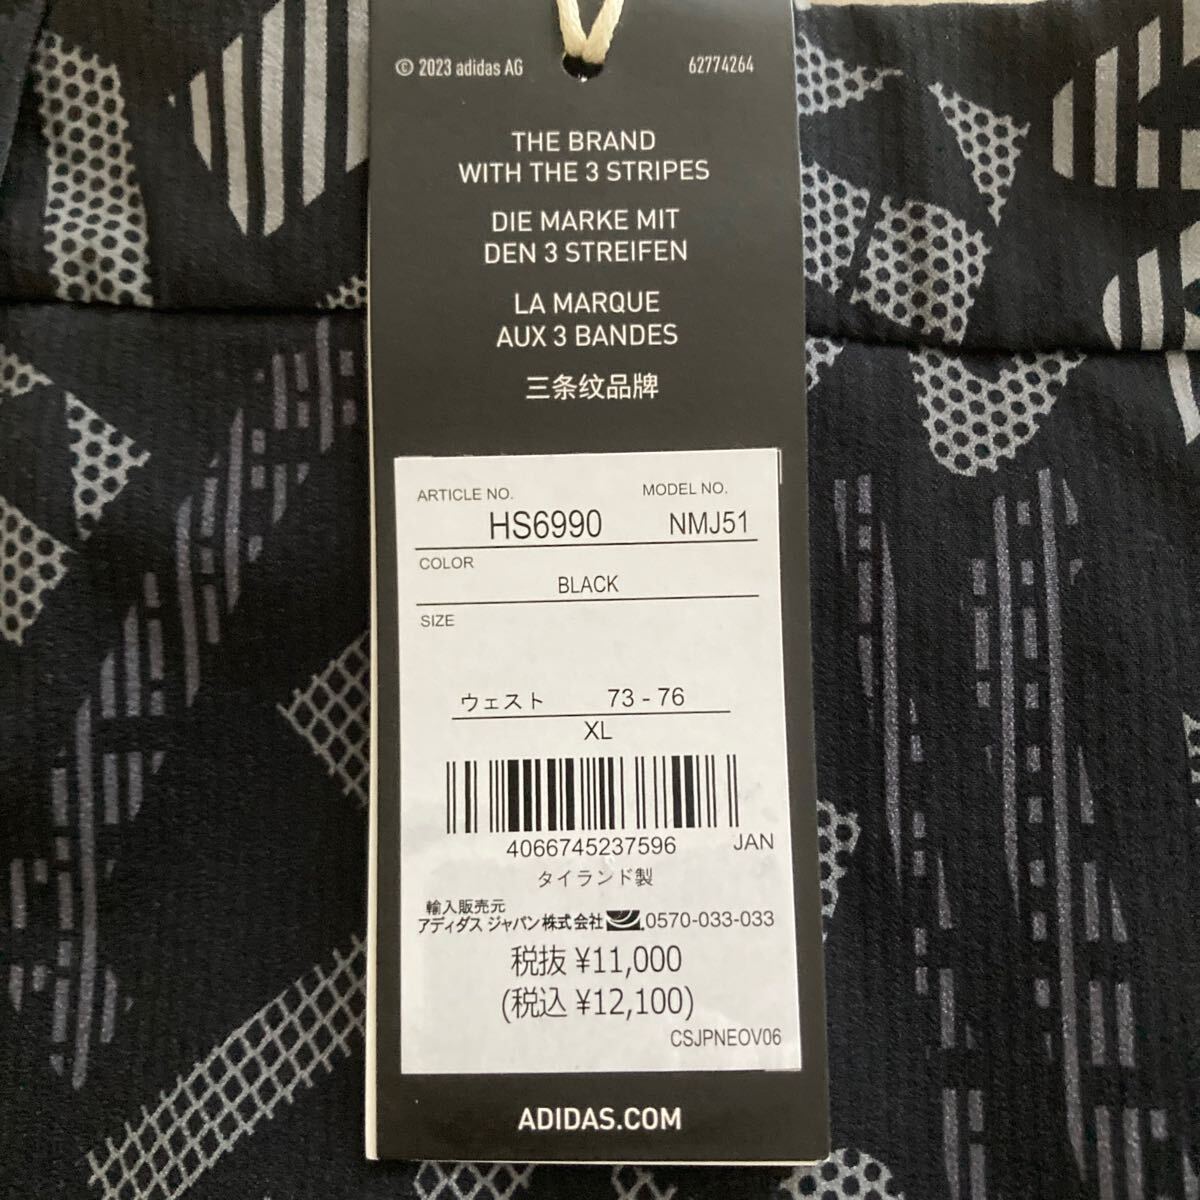 © 2023 adidas AG 62774264
THE BRAND
WITH THE 3 STRIPES
DIE MARKE MIT
DEN 3 STREIFEN
LA MARQUE
AUX 3 BANDES
三条纹品牌
ARTICLE NO. MODEL NO.
HS6990 NMJ51
COLOR
BLACK
SIZE
ウェスト 73 - 76
XL
4066745237596 JAN
タイランド製
輸入販売元
アディダス ジャパン株式会社 0570-033-033
税抜 ¥11,000
(税込 ¥12,100)
CSJPNEOV06
ADIDAS.COM